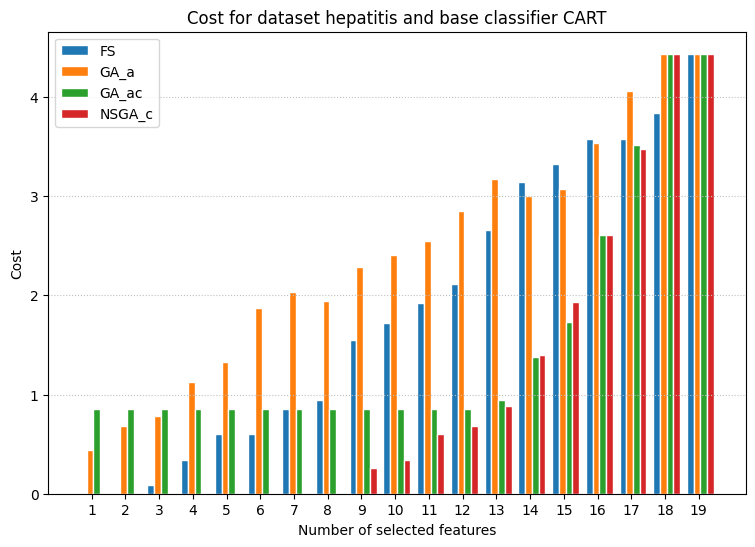 Cost for dataset hepatitis and base classifier CART
FS
GA_a
GA_ac
NSGA_c
Cost
4
3
2
1
0
1 2 3 4 5 6 7 8 9 10 11 12 13 14 15 16 17 18 19
Number of selected features